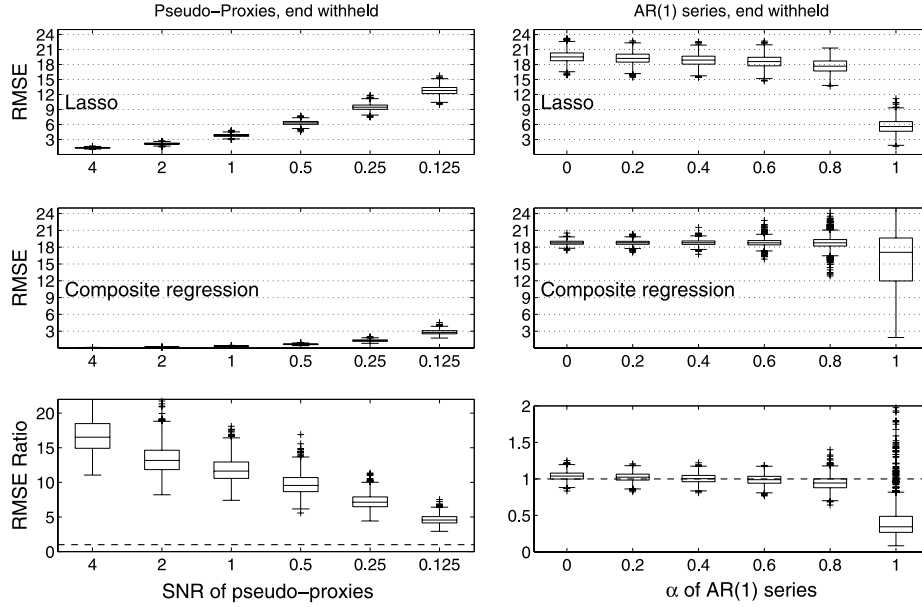 Pseudo−Proxies, end withheld
RMSE
24
21
18
15
12
9
6
3
Lasso
4 2 1 0.5 0.25 0.125
AR(1) series, end withheld
24
21
18
15
12
9
6
3
Lasso
0 0.2 0.4 0.6 0.8 1
RMSE
24
21
18
15
12
9
6
3
Composite regression
4 2 1 0.5 0.25 0.125
24
21
18
15
12
9
6
3
Composite regression
0 0.2 0.4 0.6 0.8 1
RMSE Ratio
20
15
10
5
0
4 2 1 0.5 0.25 0.125
SNR of pseudo−proxies
2
1.5
1
0.5
0
0 0.2 0.4 0.6 0.8 1
α of AR(1) series